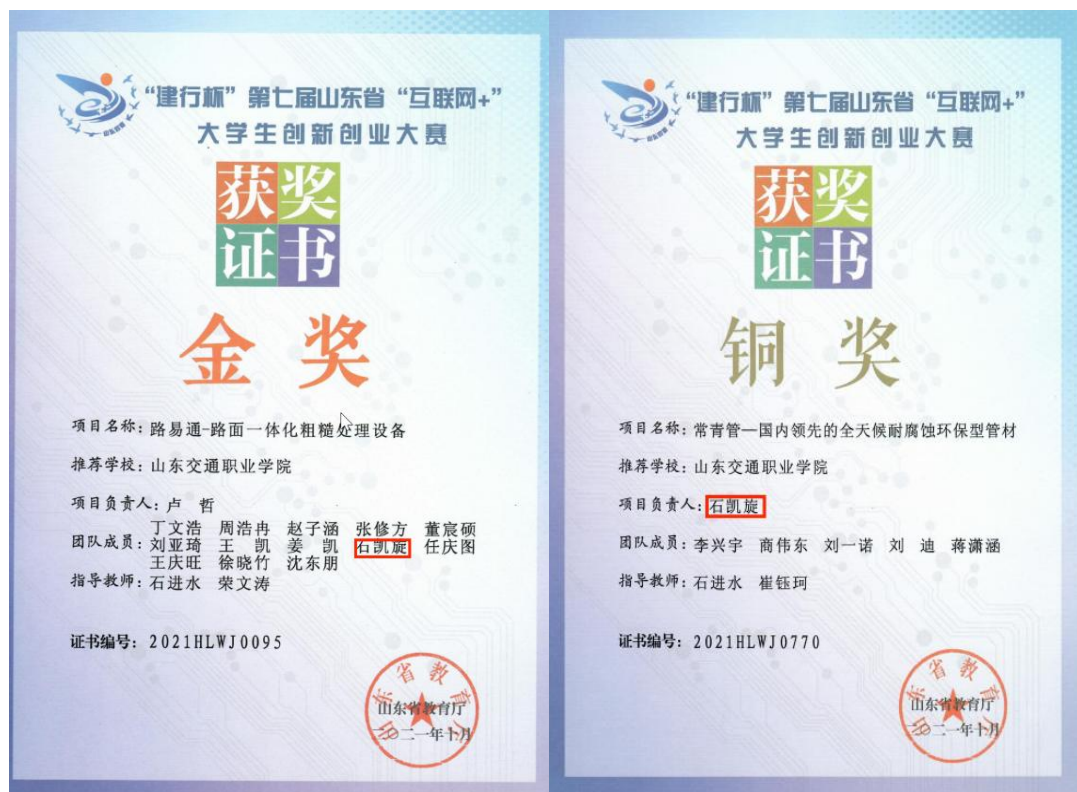 “建行杯”第七届山东省“互联网+”
大学生创新创业大赛
获奖
证书
金 奖
项目名称：路易通-路面一体化粗糙处理设备
推荐学校：山东交通职业学院
项目负责人：卢 哲
团队成员：丁文浩 周浩冉 赵子涵 张修方 董宸硕
刘亚琦 王 凯 姜 凯 石凯旋 任庆图
王庆旺 徐晓竹 沈东朋
指导教师：石进水 荣文涛
证书编号：2021HLWJ0095
山东省教育厅
山东省教育厅
二〇二一年十月
“建行杯”第七届山东省“互联网+”
大学生创新创业大赛
获奖
证书
铜 奖
项目名称：常青管—国内领先的全天候耐腐蚀环保型管材
推荐学校：山东交通职业学院
项目负责人：石凯旋
团队成员：李兴宇 商伟东 刘一诺 刘 迪 蒋潇涵
指导教师：石进水 崔钰珂
证书编号：2021HLWJ0770
山东省教育厅
山东省教育厅
二〇二一年十月